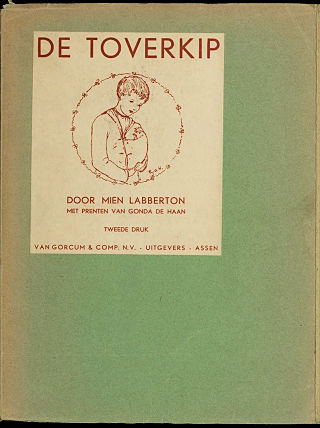 DE TOVERKIP
DOOR MIEN LABBERTON
MET PRENTEN VAN GONDA DE HAAN
TWEEDE DRUK
VAN GORCUM & COMP. N.V. - UITGEVERS - ASSEN